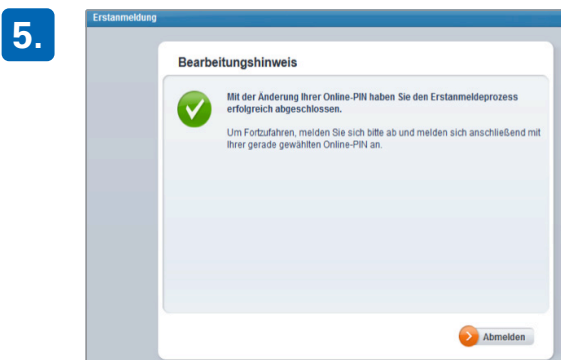 5.
Erstanmeldung
Bearbeitungshinweis
Mit der Änderung Ihrer Online-PIN haben Sie den Erstanmeldeprozess
erfolgreich abgeschlossen.
Um Fortzufahren, melden Sie sich bitte ab und melden sich anschließend mit
Ihrer gerade gewählten Online-PIN an.
Abmelden